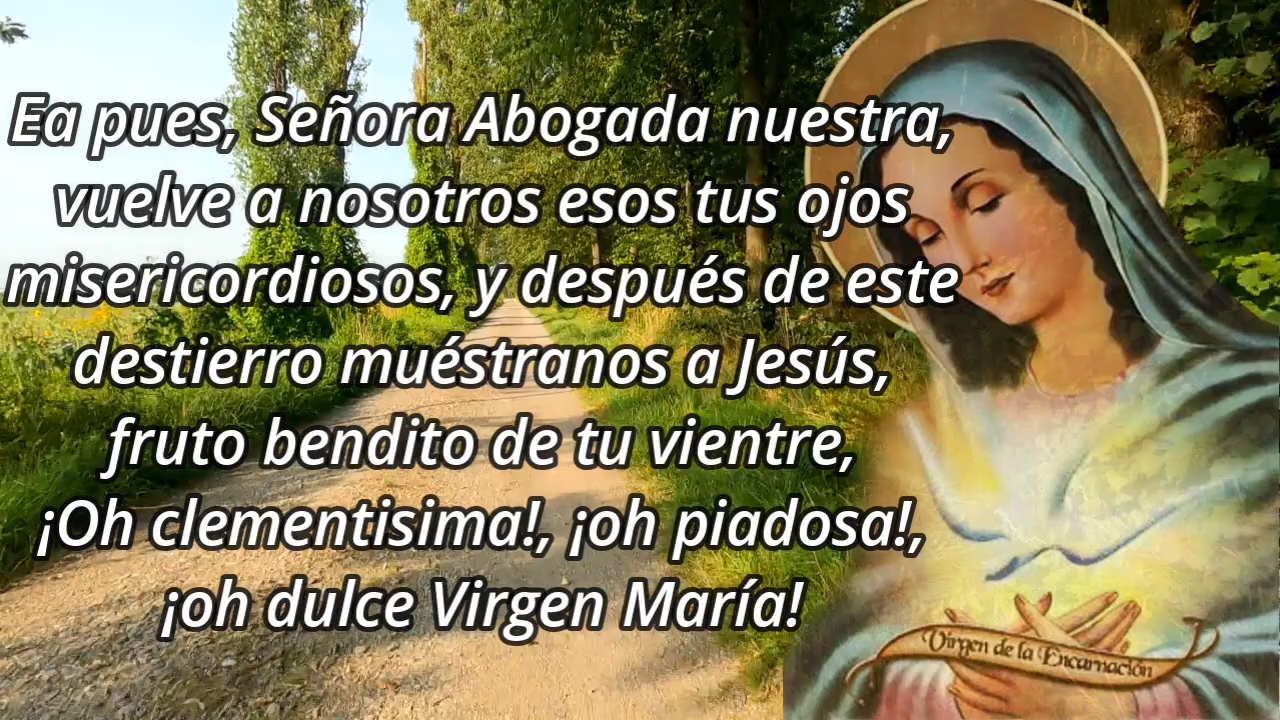 Ea pues, Señora Abogada nuestra,
vuelve a nosotros esos tus ojos
misericordiosos, y después de este
destierro muéstranos a Jesús,
fruto bendito de tu vientre,
¡Oh clementisima!, ¡oh piadosa!,
¡oh dulce Virgen María!
Virgen de la Encarnación